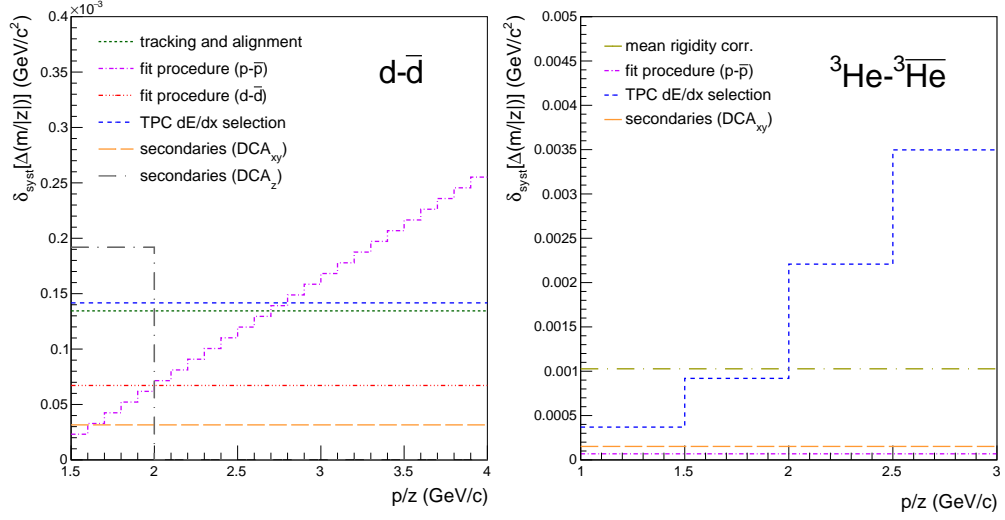 δsyst[Δ(m/|z|)] (GeV/c²)
0.4
×10⁻³
0.35
0.3
0.25
0.2
0.15
0.1
0.05
0
tracking and alignment
fit procedure (p-p̅)
fit procedure (d-d̅)
TPC dE/dx selection
secondaries (DCAxy)
secondaries (DCAz)
d-d̅
1.5 2 2.5 3 3.5 4
p/z (GeV/c)
δsyst[Δ(m/|z|)] (GeV/c²)
0.005
0.0045
0.004
0.0035
0.003
0.0025
0.002
0.0015
0.001
0.0005
0
mean rigidity corr.
fit procedure (p-p̅)
TPC dE/dx selection
secondaries (DCAxy)
³He-³H̅e̅
1 1.5 2 2.5 3
p/z (GeV/c)